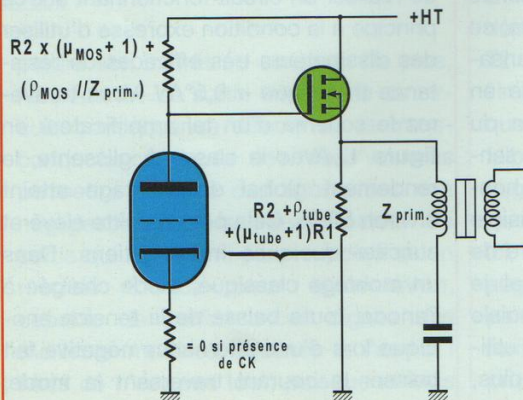 +HT
R2 x (μMOS + 1) +
(ρMOS //Z prim.)
R2 +ρtube
+(μtube+1)R1
Z prim.
= 0 si présence
de CK